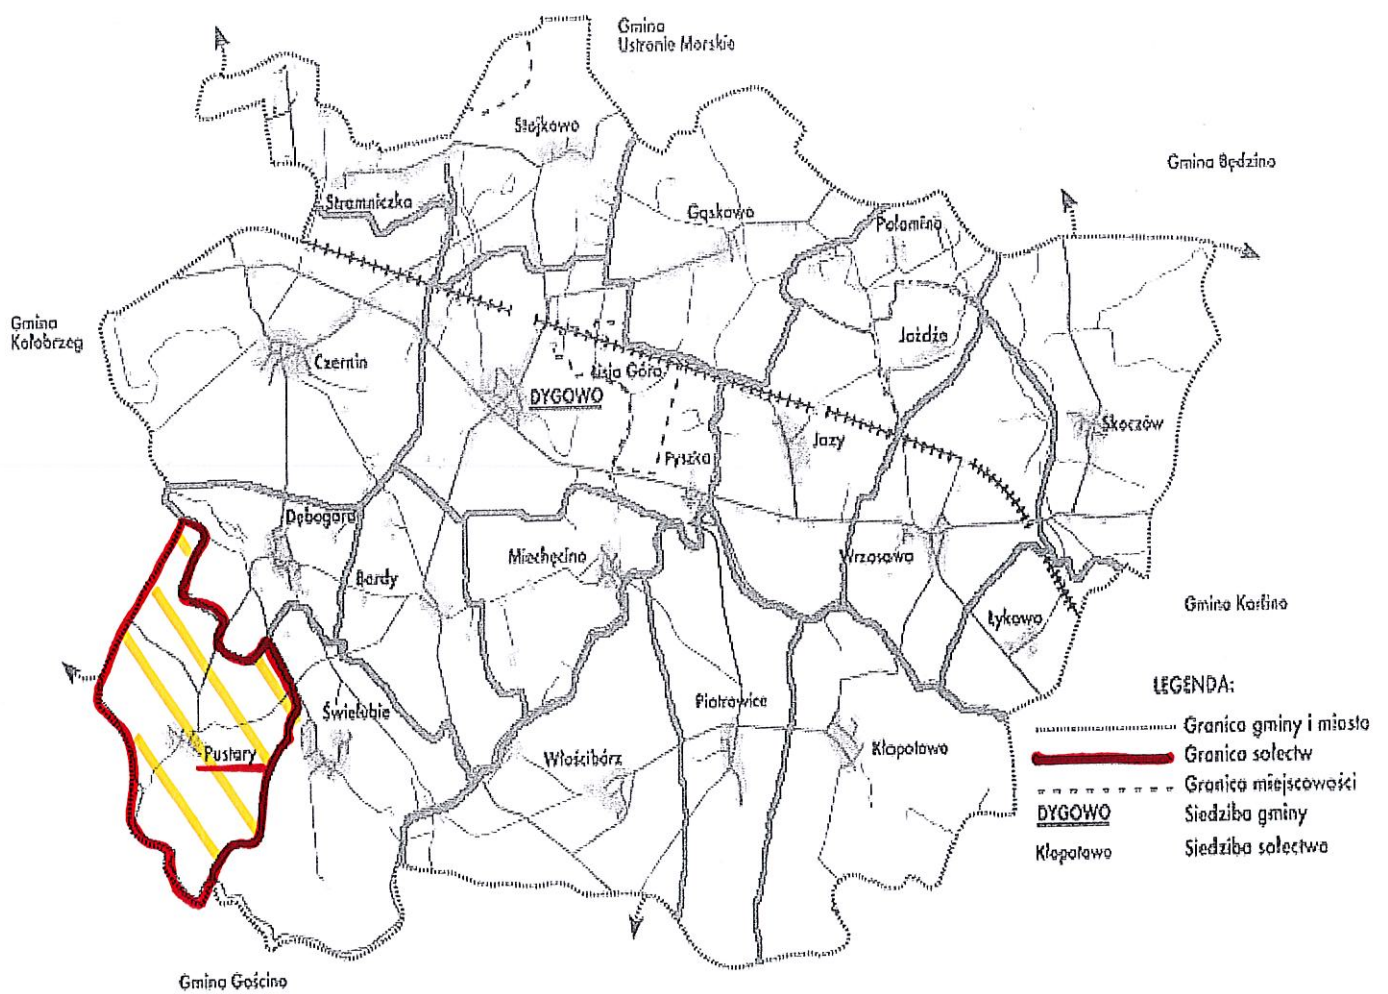 Gmina
Ustronie Morskie
Stojkowo
Gmina Będzino
Stramniczka
Gąskowo
Połomino
Gmina
Kołobrzeg
Czernin
Jażdże
Łisia Góra
DYGOWO
Skoczów
Jazy
Pyszka
Dębogard
Miechęcino
Wrzosowo
Bardy
Gmina Karlino
Łykowo
LEGENDA:
Piotrowice
Świelubie
Granica gminy i miasta
Pustary
Włościbórz
Kłopotowo
Granica sołectw
Granica miejscowości
DYGOWO
Siedziba gminy
Kłopotowo
Siedziba sołectwa
Gmina Gościno